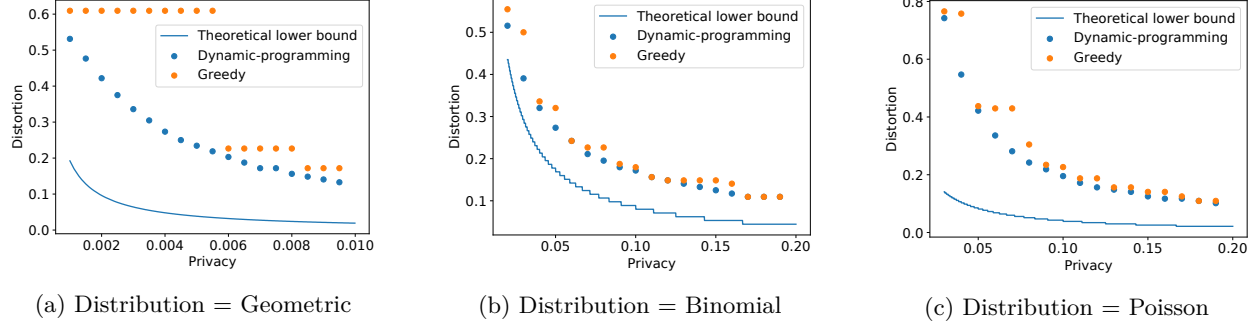 0.6
0.5
0.4
0.3
0.2
0.1
0.0
Distortion
Theoretical lower bound
Dynamic-programming
Greedy
0.002
0.004
0.006
0.008
0.010
Privacy
(a) Distribution = Geometric
0.5
0.4
0.3
0.2
0.1
Distortion
Theoretical lower bound
Dynamic-programming
Greedy
0.05
0.10
0.15
0.20
Privacy
(b) Distribution = Binomial
0.8
0.6
0.4
0.2
0.0
Distortion
Theoretical lower bound
Dynamic-programming
Greedy
0.05
0.10
0.15
0.20
Privacy
(c) Distribution = Poisson